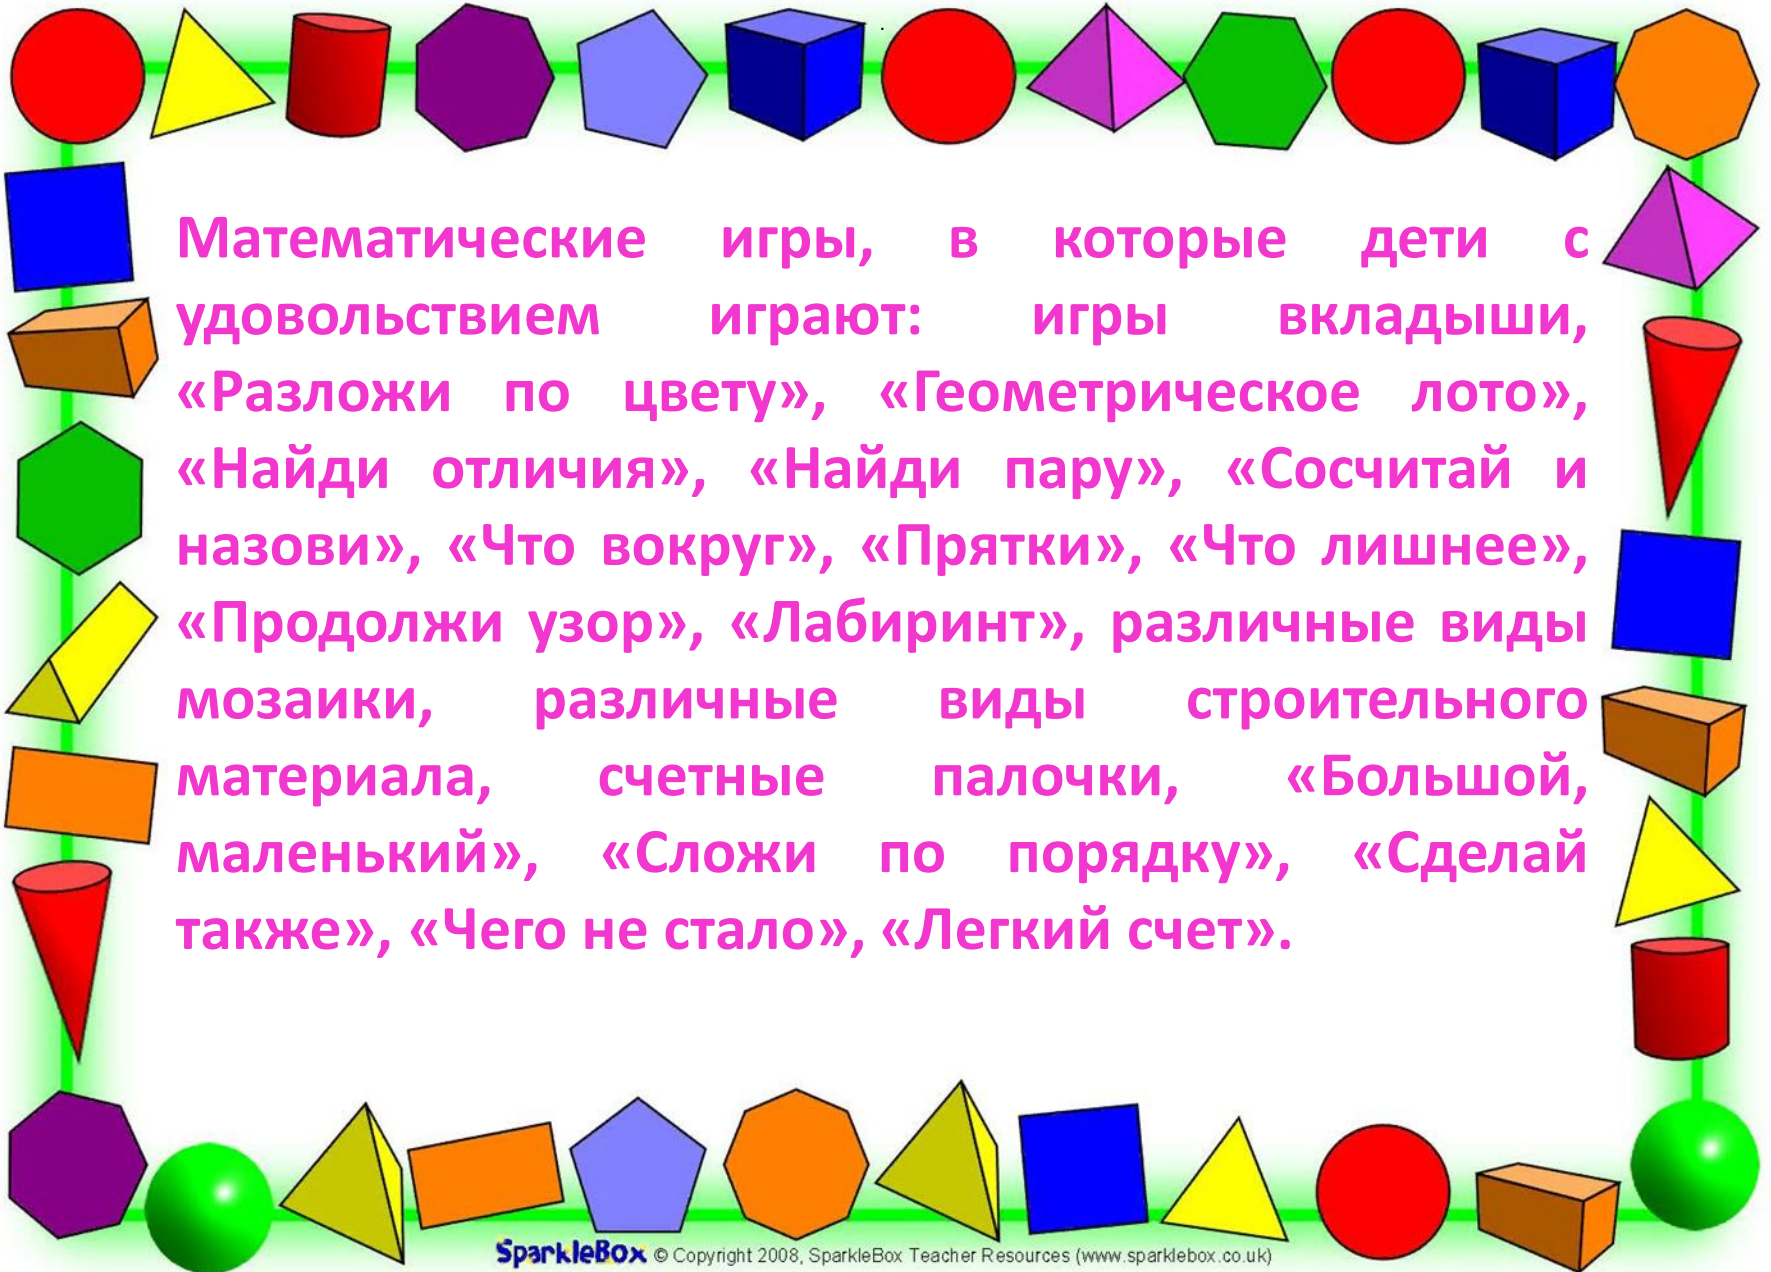 Математические игры, в которые дети с
удовольствием играют: игры вкладыши,
«Разложи по цвету», «Геометрическое лото»,
«Найди отличия», «Найди пару», «Сосчитай и
назови», «Что вокруг», «Прятки», «Что лишнее»,
«Продолжи узор», «Лабиринт», различные виды
мозаики, различные виды строительного
материала, счетные палочки, «Большой,
маленький», «Сложи по порядку», «Сделай
также», «Чего не стало», «Легкий счет».
SparkleBox © Copyright 2008, SparkleBox Teacher Resources (www.sparklebox.co.uk)